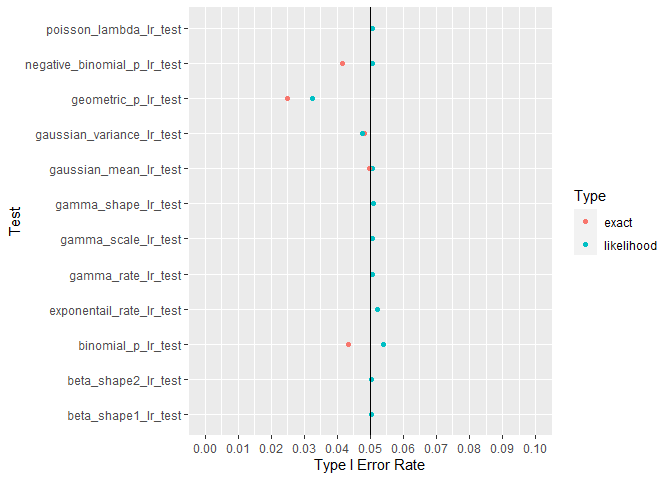 poisson_lambda_lr_test
negative_binomial_p_lr_test
geometric_p_lr_test
gaussian_variance_lr_test
gaussian_mean_lr_test
gamma_shape_lr_test
gamma_scale_lr_test
gamma_rate_lr_test
exponentail_rate_lr_test
binomial_p_lr_test
beta_shape2_lr_test
beta_shape1_lr_test
Test
0.00 0.01 0.02 0.03 0.04 0.05 0.06 0.07 0.08 0.09 0.10
Type I Error Rate
Type
exact
likelihood